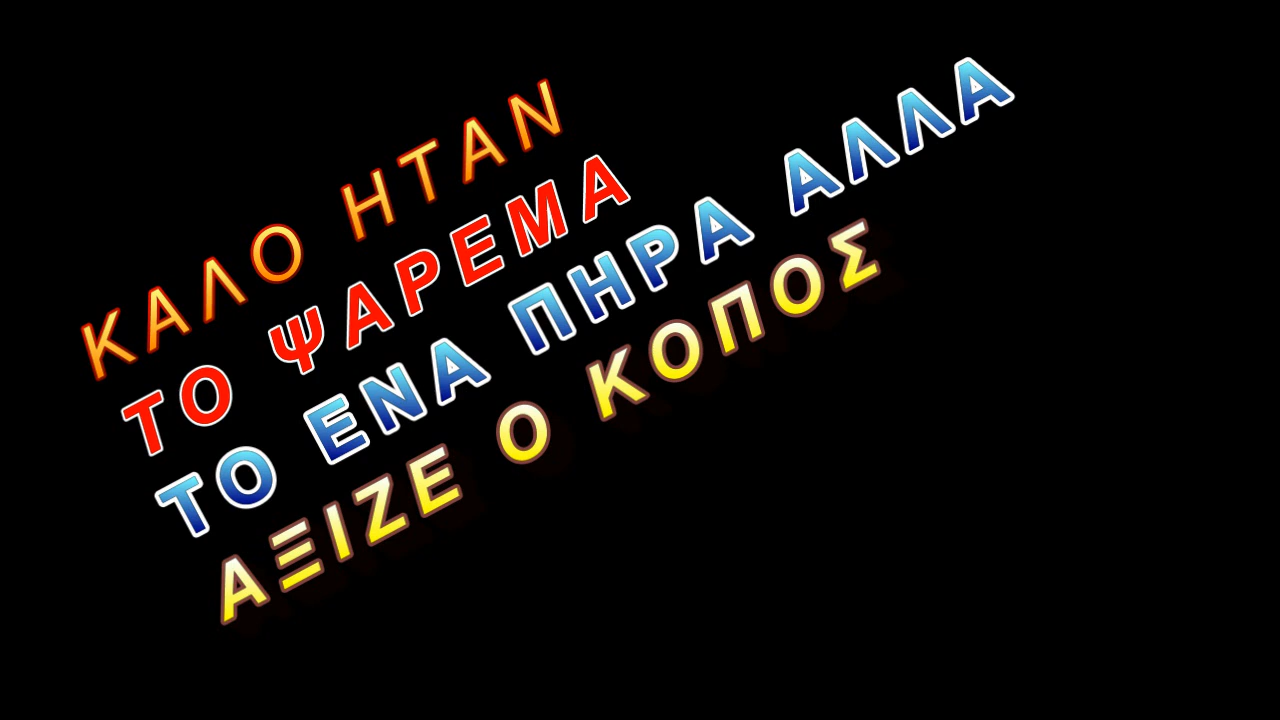 ΚΑΛΟ ΗΤΑΝ
ΤΟ ΨΑΡΕΜΑ
ΤΟ ΕΝΑ ΠΗΡΑ ΑΛΛΑ
ΑΞΙΖΕ Ο ΚΟΠΟΣ